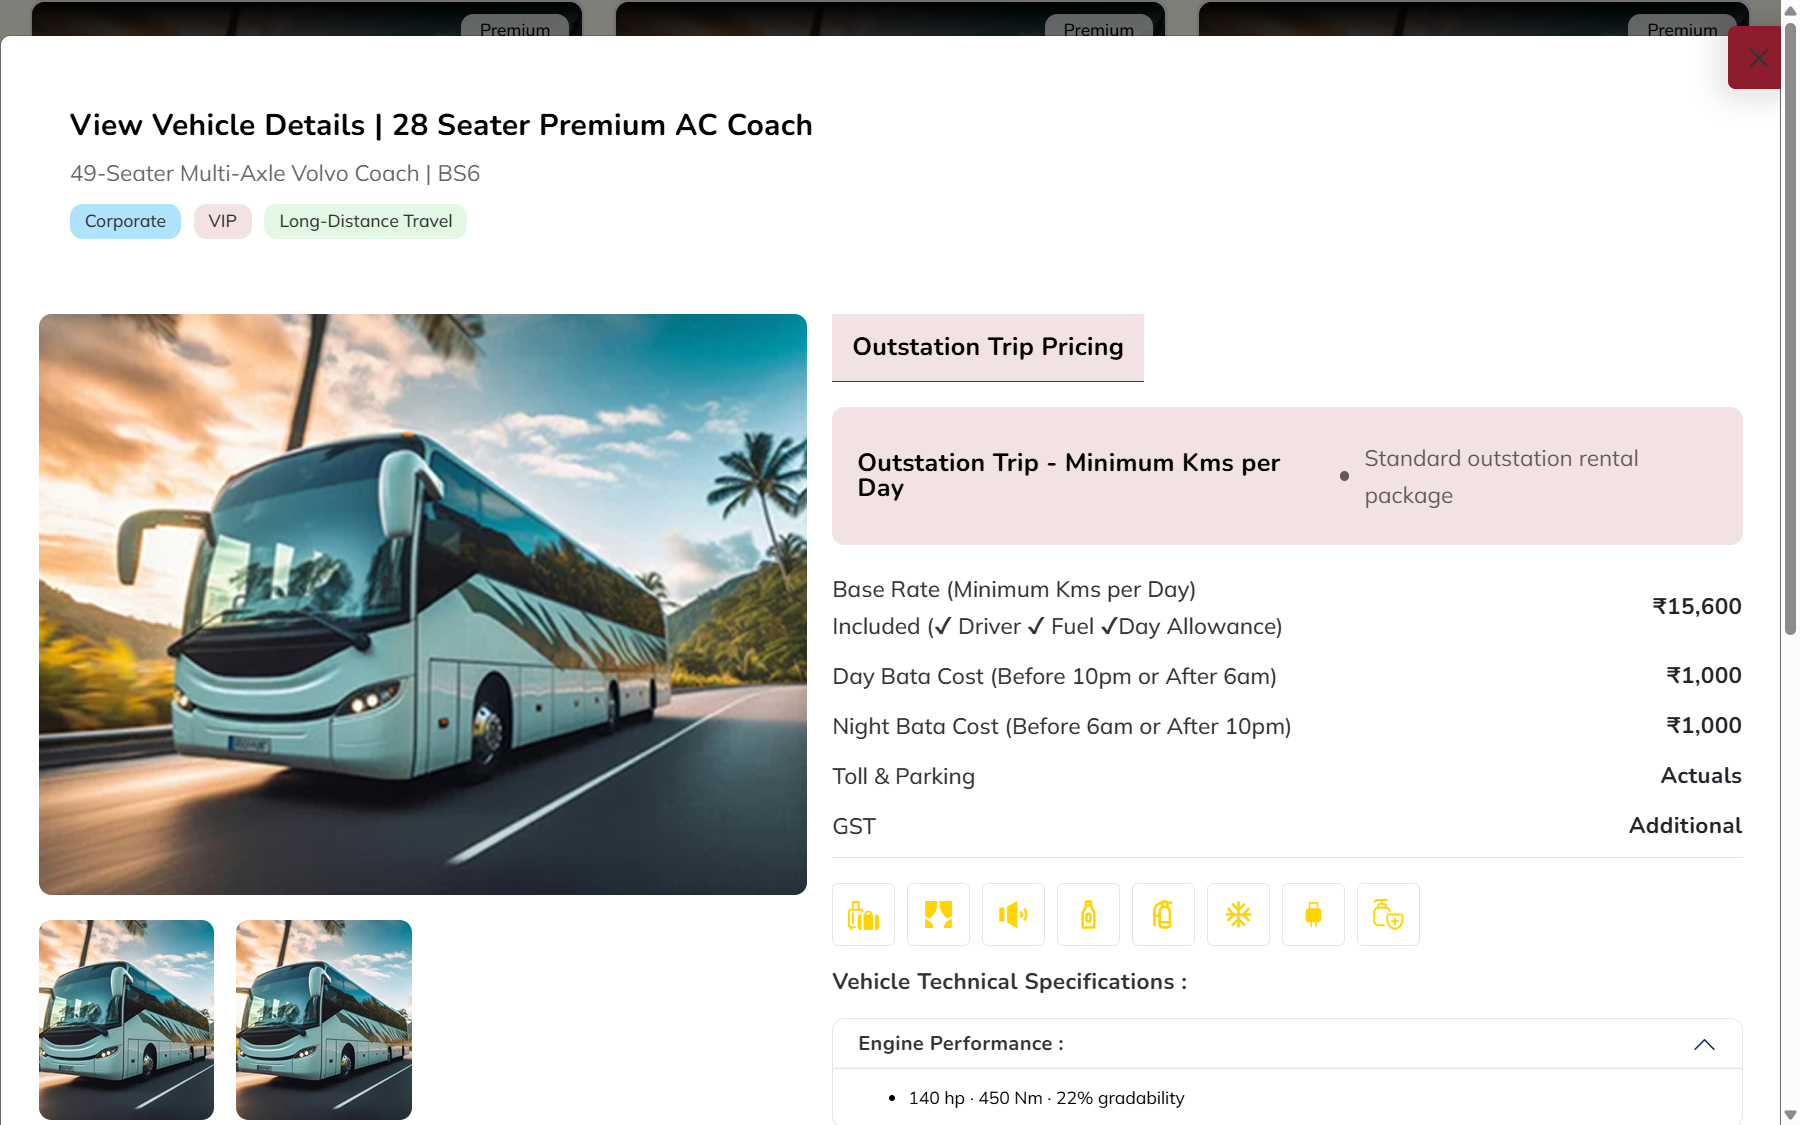 Premium
Premium
Premium
View Vehicle Details | 28 Seater Premium AC Coach
49-Seater Multi-Axle Volvo Coach | BS6
Corporate
VIP
Long-Distance Travel
Outstation Trip Pricing
Outstation Trip - Minimum Kms per
Day
• Standard outstation rental
package
Base Rate (Minimum Kms per Day)
Included (✓ Driver ✓ Fuel ✓Day Allowance)
₹15,600
Day Bata Cost (Before 10pm or After 6am)
₹1,000
Night Bata Cost (Before 6am or After 10pm)
₹1,000
Toll & Parking
Actuals
GST
Additional
Vehicle Technical Specifications :
Engine Performance :
• 140 hp · 450 Nm · 22% gradability